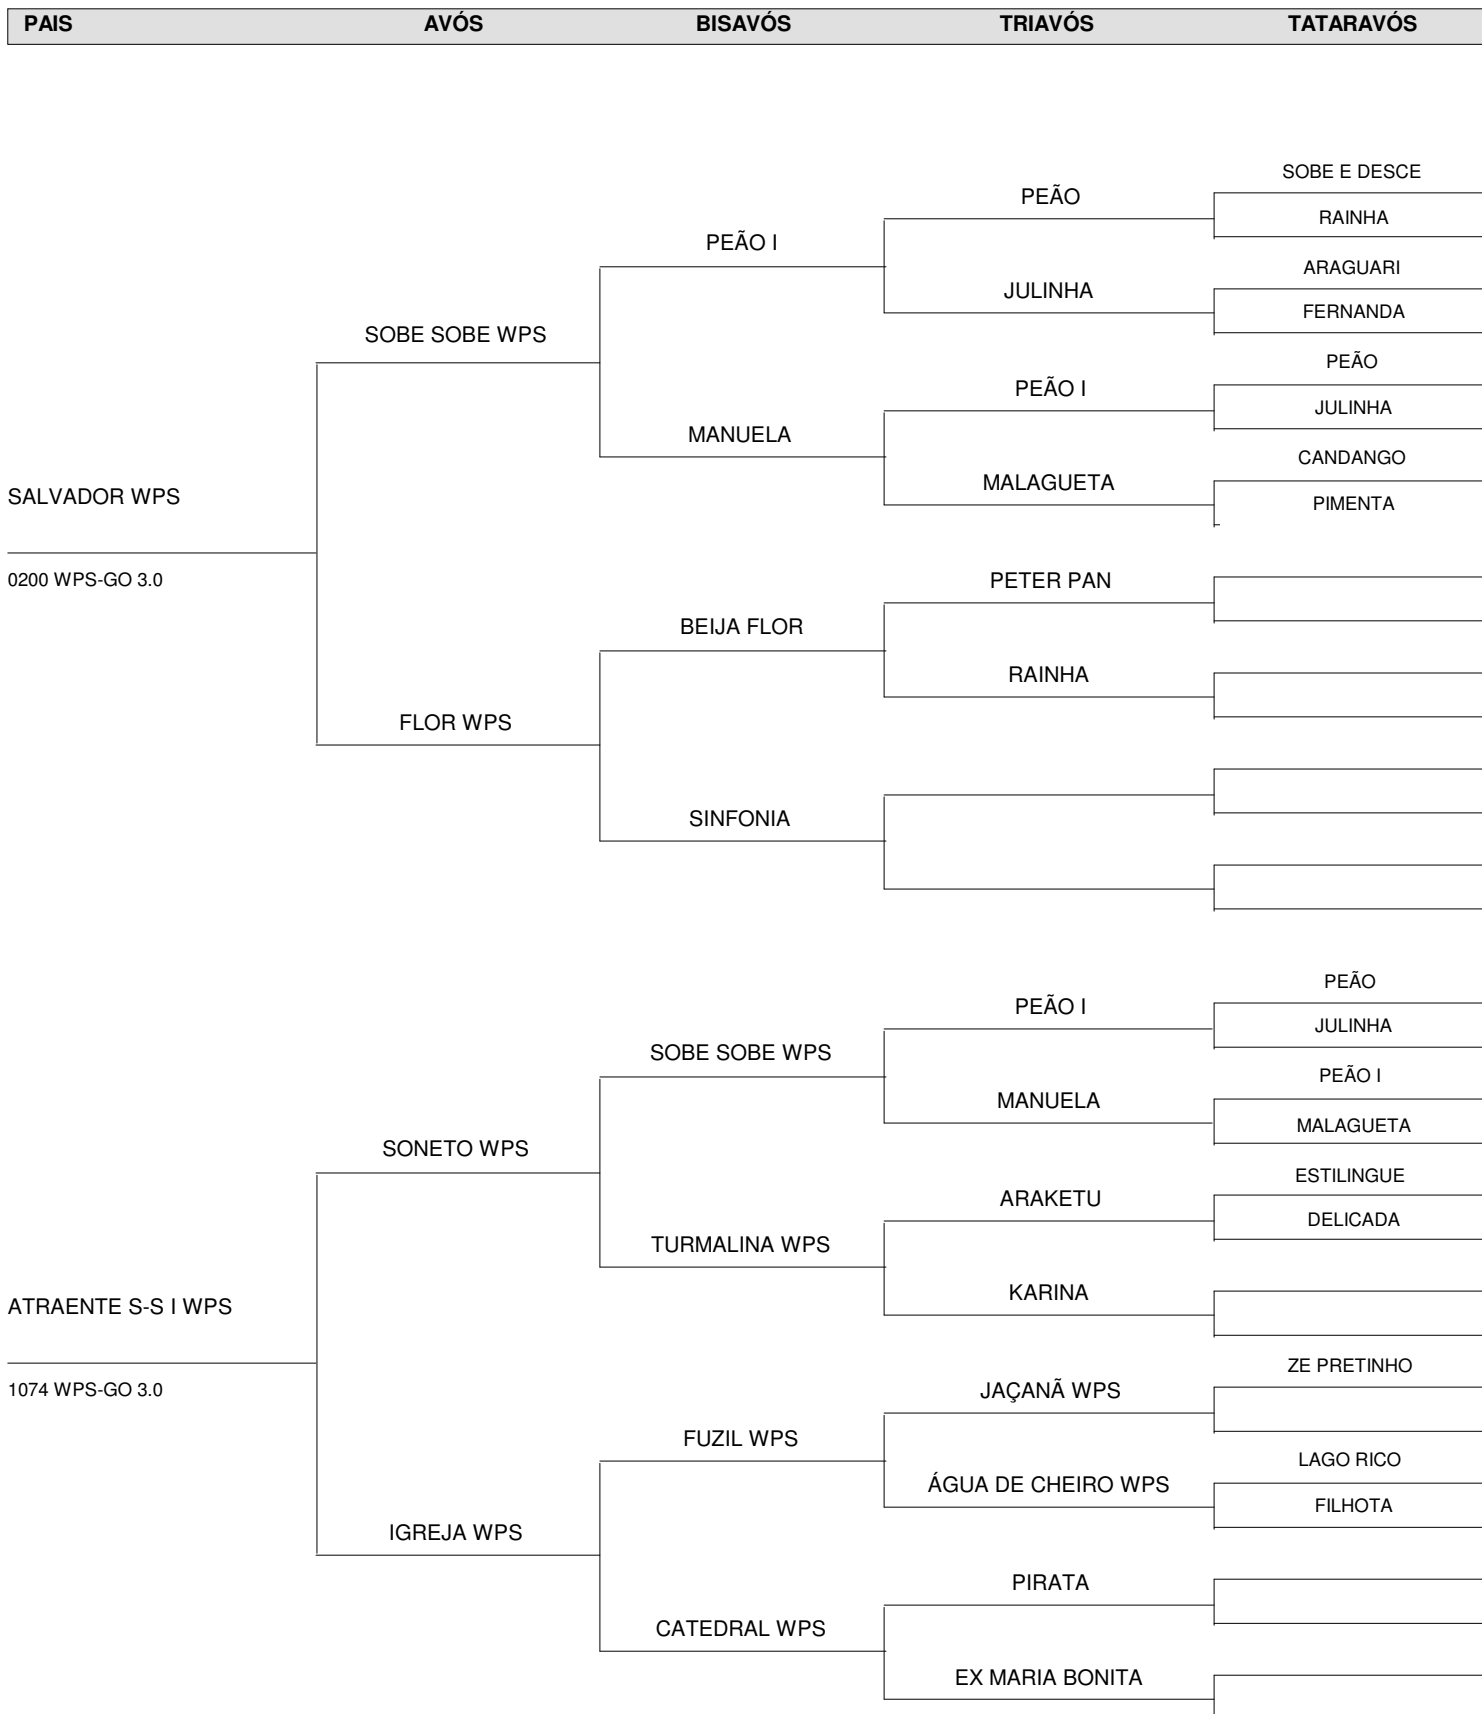 PAIS AVÓS BISAVÓS TRIAVÓS TATARAVÓS
SOBE E DESCE
PEÃO
RAINHA
PEÃO I
ARAGUARI
JULINHA
FERNANDA
SOBE SOBE WPS
PEÃO
PEÃO I
JULINHA
MANUELA
CANDANGO
MALAGUETA
SALVADOR WPS
PIMENTA
0200 WPS-GO 3.0
PETER PAN
BEIJA FLOR
RAINHA
FLOR WPS
SINFONIA
PEÃO
PEÃO I
JULINHA
SOBE SOBE WPS
PEÃO I
MANUELA
MALAGUETA
SONETO WPS
ESTILINGUE
ARAKETU
DELICADA
TURMALINA WPS
KARINA
ATRAENTE S-S I WPS
ZE PRETINHO
1074 WPS-GO 3.0
JAÇANÃ WPS
FUZIL WPS
LAGO RICO
ÁGUA DE CHEIRO WPS
FILHOTA
IGREJA WPS
PIRATA
CATEDRAL WPS
EX MARIA BONITA